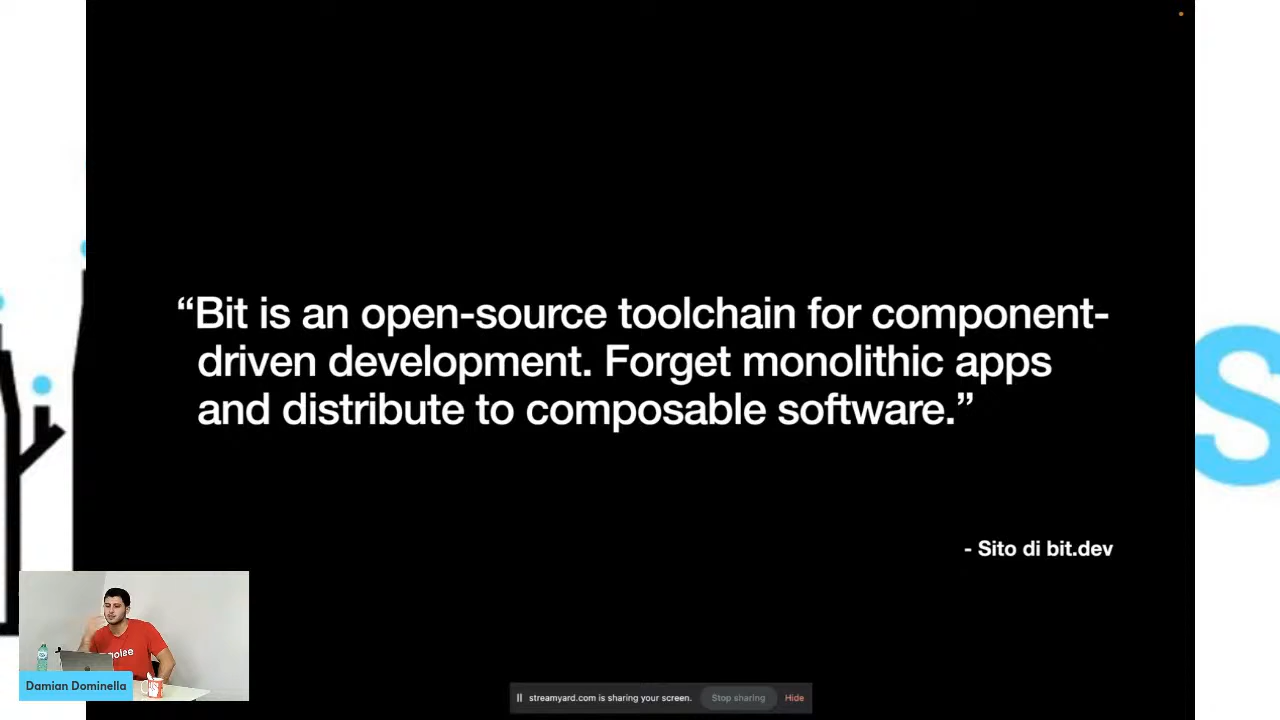 “Bit is an open-source toolchain for component-
driven development. Forget monolithic apps
and distribute to composable software.”
- Sito di bit.dev
Damian Dominella
streamyard.com is sharing your screen.
Stop sharing
Hide